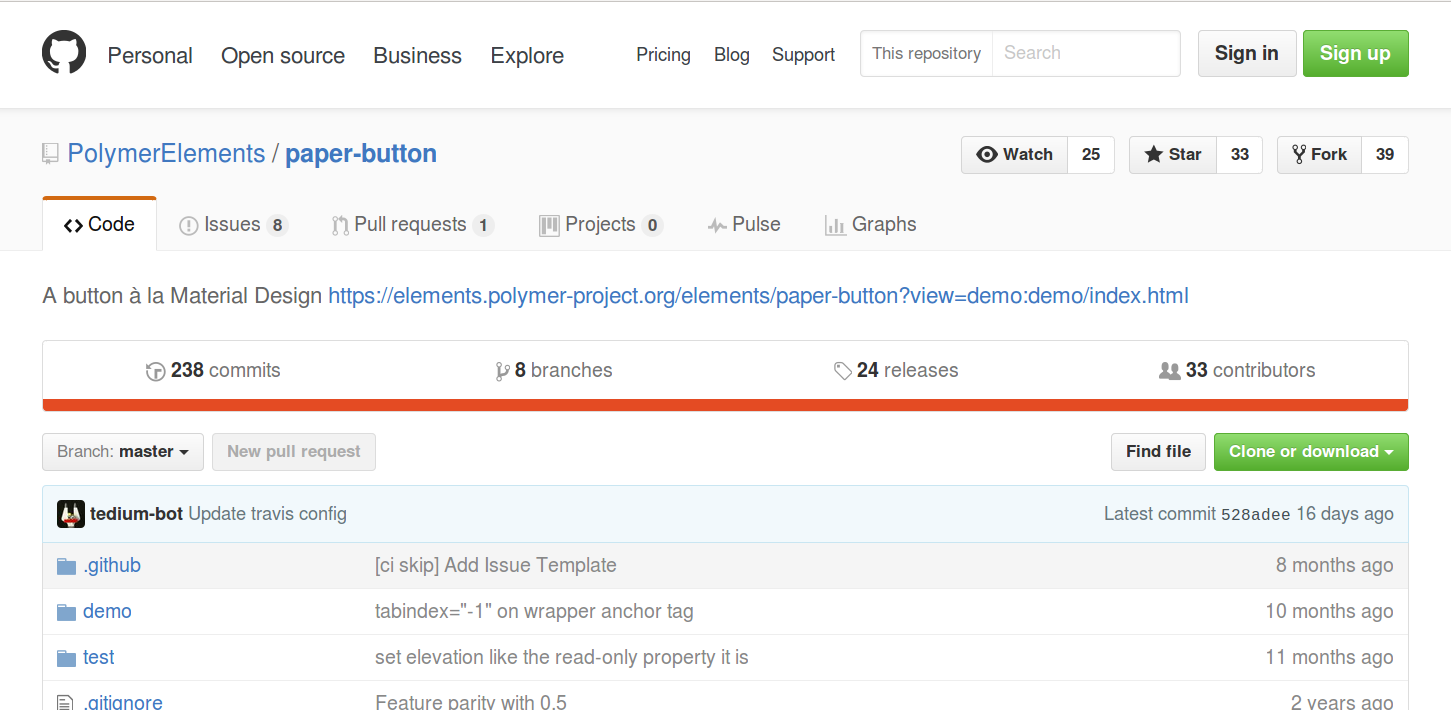 Personal Open source Business Explore Pricing Blog Support This repository Search Sign in Sign up
PolymerElements / paper-button Watch 25 Star 33 Fork 39
Code Issues 8 Pull requests 1 Projects 0 Pulse Graphs
A button à la Material Design https://elements.polymer-project.org/elements/paper-button?view=demo:demo/index.html
238 commits 8 branches 24 releases 33 contributors
Branch: master New pull request Find file Clone or download
tedium-bot Update travis config Latest commit 528adee 16 days ago
.github [ci skip] Add Issue Template 8 months ago
demo tabindex="-1" on wrapper anchor tag 10 months ago
test set elevation like the read-only property it is 11 months ago
.gitignore Feature parity with 0.5 2 years ago